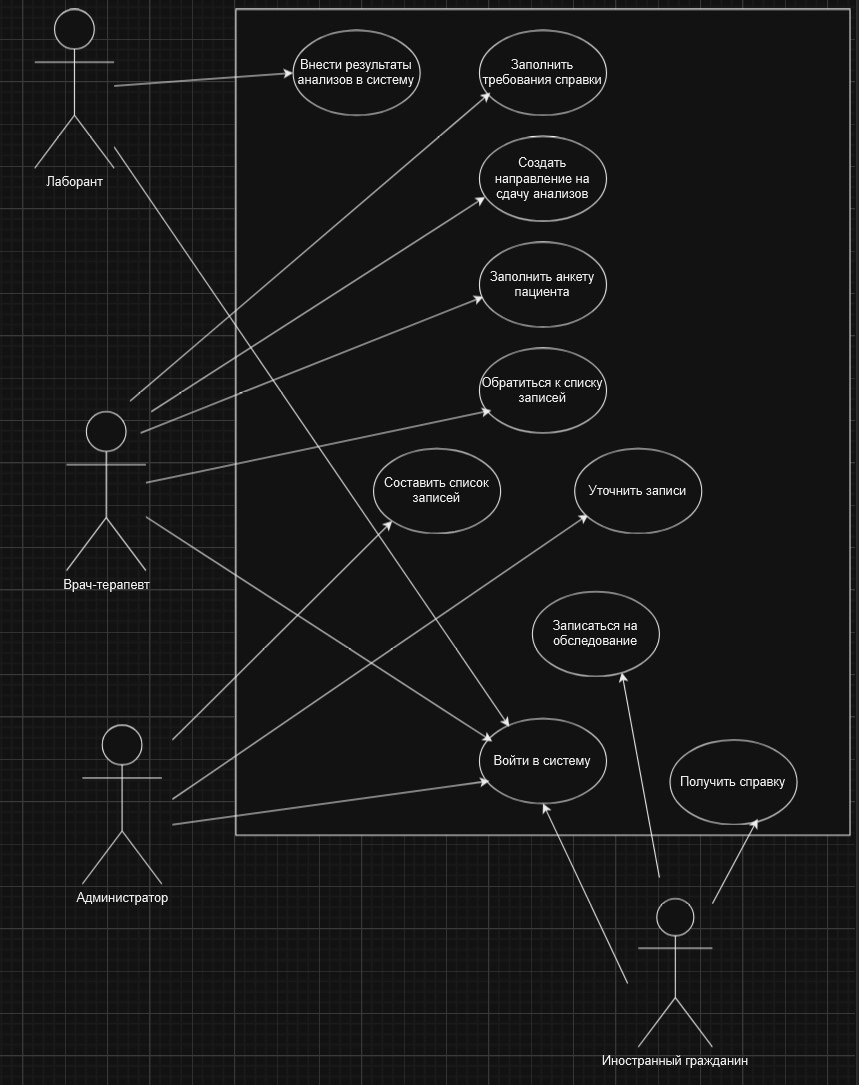 Внести результаты
анализов в систему
Заполнить
требования справки
Лаборант
Создать
направление на
сдачу анализов
Заполнить анкету
пациента
Обратиться к списку
записей
Составить список
записей
Уточнить записи
Врач-терапевт
Записаться на
обследование
Войти в систему
Получить справку
Администратор
Иностранный гражданин